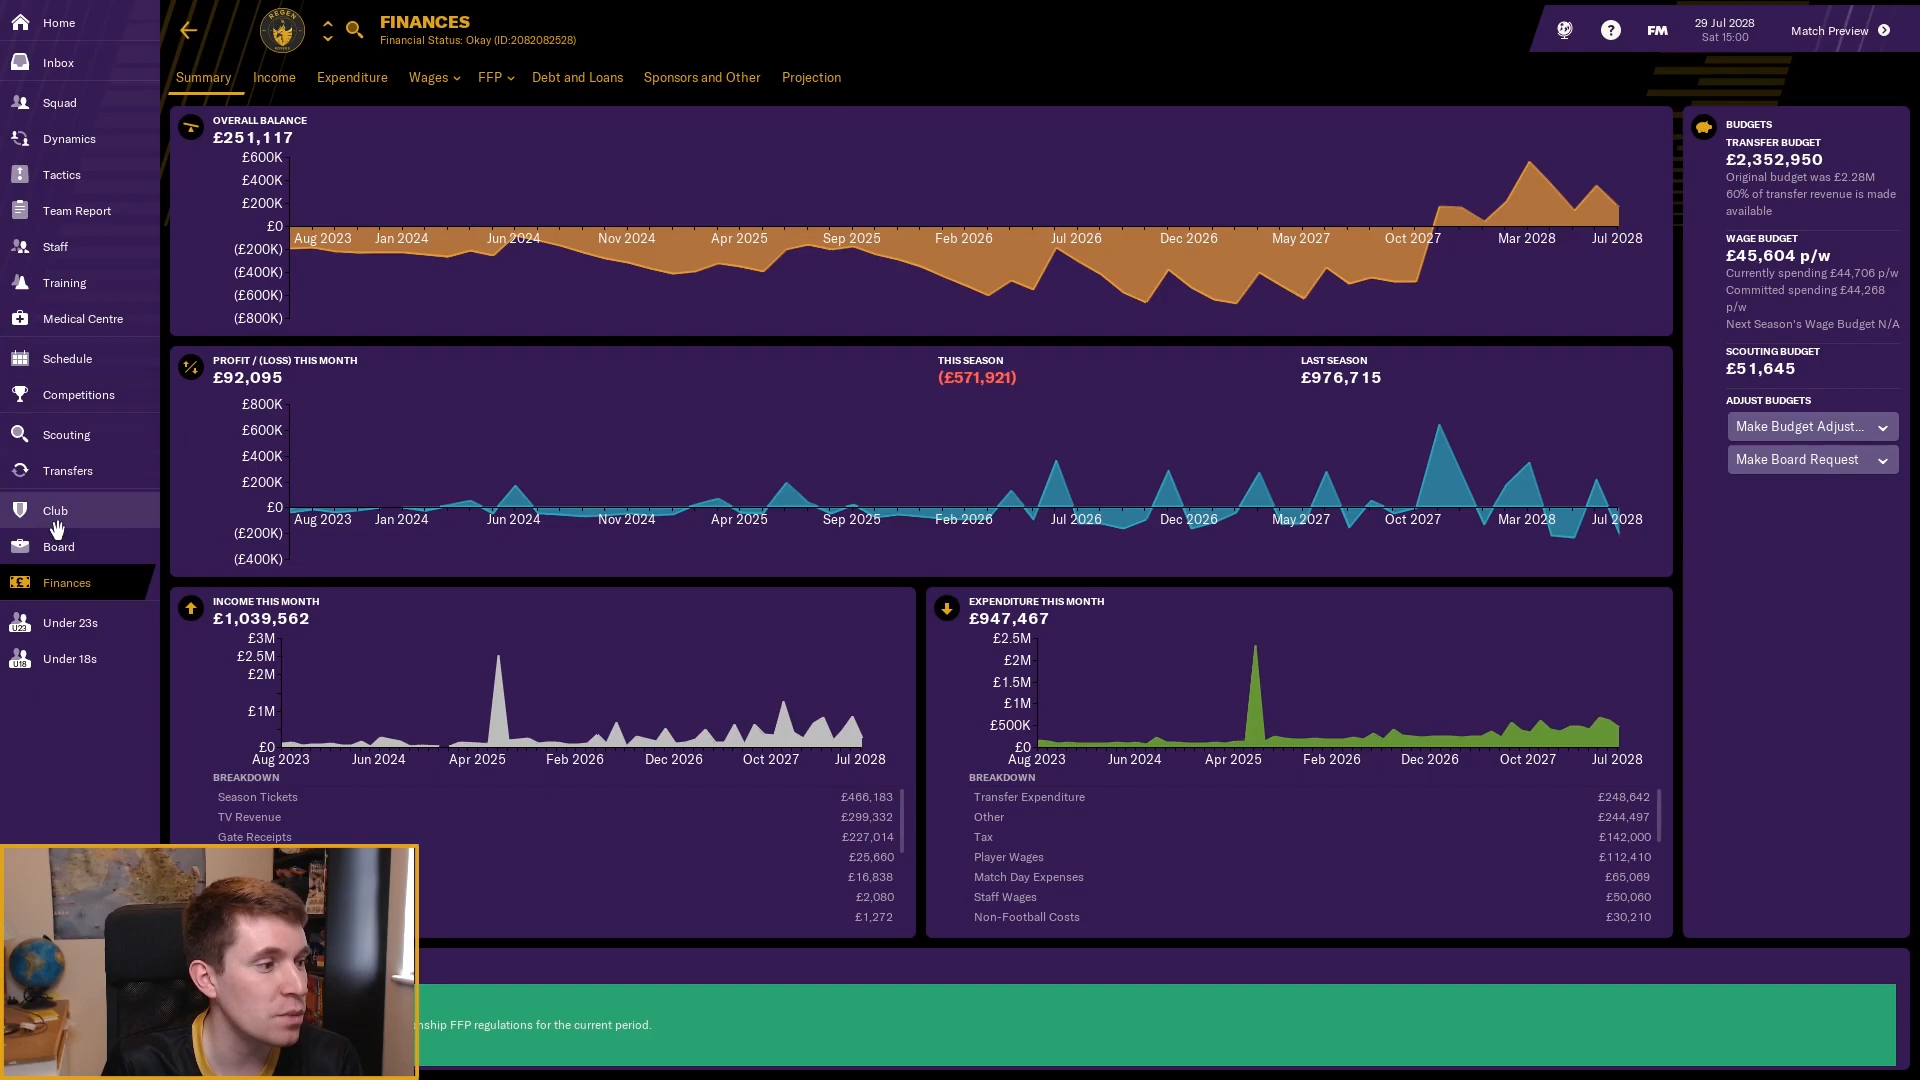 Home
Inbox
Squad
Dynamics
Tactics
Team Report
Staff
Training
Medical Centre
Schedule
Competitions
Scouting
Transfers
Club
Board
Finances
U23
Under 23s
U18
Under 18s
REGEN
FINANCES
Financial Status: Okay (ID:2082082528)
?
FM
29 Jul 2028
Sat 15:00
Match Preview
Summary
Income
Expenditure
Wages
FFP
Debt and Loans
Sponsors and Other
Projection
OVERALL BALANCE
£251,117
£600K
£400K
£200K
£0
(£200K)
(£400K)
(£600K)
(£800K)
Aug 2023 Jan 2024 Jun 2024 Nov 2024 Apr 2025 Sep 2025 Feb 2026 Jul 2026 Dec 2026 May 2027 Oct 2027 Mar 2028 Jul 2028
PROFIT / (LOSS) THIS MONTH
£92,095
THIS SEASON
(£571,921)
LAST SEASON
£976,715
£800K
£600K
£400K
£200K
£0
(£200K)
(£400K)
Aug 2023 Jan 2024 Jun 2024 Nov 2024 Apr 2025 Sep 2025 Feb 2026 Jul 2026 Dec 2026 May 2027 Oct 2027 Mar 2028 Jul 2028
INCOME THIS MONTH
£1,039,562
£3M
£2.5M
£2M
£1M
£0
Aug 2023 Jun 2024 Apr 2025 Feb 2026 Dec 2026 Oct 2027 Jul 2028
BREAKDOWN
Season Tickets £466,183
TV Revenue £299,332
Gate Receipts £227,014
£25,660
£16,838
£2,080
£1,272
EXPENDITURE THIS MONTH
£947,467
£2.5M
£2M
£1.5M
£1M
£500K
£0
Aug 2023 Jun 2024 Apr 2025 Feb 2026 Dec 2026 Oct 2027 Jul 2028
BREAKDOWN
Transfer Expenditure £248,642
Other £244,497
Tax £142,000
Player Wages £112,410
Match Day Expenses £65,069
Staff Wages £50,060
Non-Football Costs £30,210
BUDGETS
TRANSFER BUDGET
£2,352,950
Original budget was £2.28M
60% of transfer revenue is made
available
WAGE BUDGET
£45,604 p/w
Currently spending £44,706 p/w
Committed spending £44,268
p/w
Next Season's Wage Budget N/A
SCOUTING BUDGET
£51,645
ADJUST BUDGETS
Make Budget Adjust...
Make Board Request
nship FFP regulations for the current period.